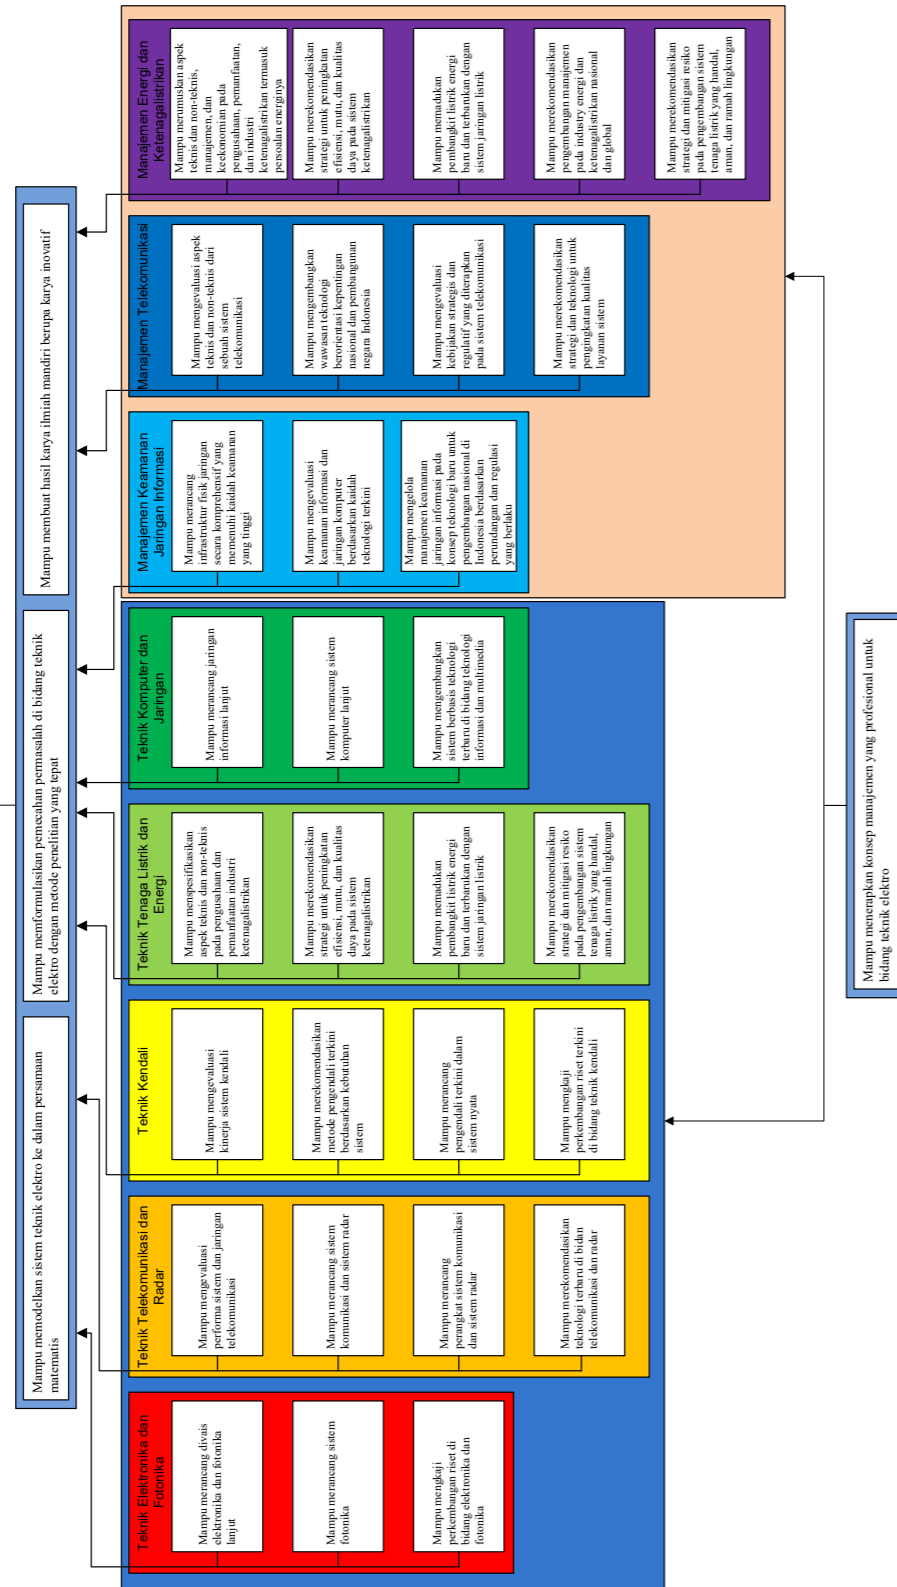 Mampu memodelkan sistem teknik elektro ke dalam persamaan
matematis
Mampu memformulasikan pemecahan permasalah di bidang teknik
elektro dengan metode penelitian yang tepat
Mampu membuat hasil karya ilmiah mandiri berupa karya inovatif
Teknik Elektronika dan
Fotonika
Mampu merancang divais
elektronika dan fotonika
lanjut
Mampu merancang sistem
fotonika
Mampu mengkaji
perkembangan riset di
bidang elektronika dan
fotonika
Teknik Telekomunikasi dan
Radar
Mampu mengevaluasi
performa sistem dan jaringan
telekomunikasi
Mampu merancang sistem
komunikasi dan sistem radar
Mampu merancang
perangkat sistem komunikasi
dan sistem radar
Mampu merekomendasikan
teknologi terbaru di bidan
telekomunikasi dan radar
Teknik Kendali
Mampu mengevaluasi
kinerja sistem kendali
Mampu merekomendasikan
metode pengendali terkini
berdasarkan kebutuhan
sistem
Mampu merancang
pengendali terkini dalam
sistem nyata
Mampu mengkaji
perkembangan riset terkini
di bidang teknik kendali
Teknik Tenaga Listrik dan
Energi
Mampu menspesifikasikan
aspek teknis dan non-teknis
pada pengusahaan dan
pemanfaatan industri
ketenagalistrikan
Mampu merekomendasikan
strategi untuk peningkatan
efisiensi, mutu, dan kualitas
daya pada sistem
ketenagalistrikan
Mampu memadukan
pembangkit listrik energi
baru dan terbarukan dengan
sistem jaringan listrik
Mampu merekomendasikan
strategi dan mitigasi resiko
pada pengembangan sistem
tenaga listrik yang handal,
aman, dan ramah lingkungan
Teknik Komputer dan
Jaringan
Mampu merancang jaringan
informasi lanjut
Mampu merancang sistem
komputer lanjut
Mampu mengembangkan
sistem berbasis teknologi
terbaru di bidang teknologi
informasi dan multimedia
Manajemen Keamanan
Jaringan Informasi
Mampu merancang
infrastruktur fisik jaringan
secara komprehensif yang
memenuhi kaidah keamanan
yang tinggi
Mampu mengevaluasi
keamanan informasi dan
jaringan komputer
berdasarkan kaidah
teknologi terkini
Mampu mengelola
manajemen keamanan
jaringan informasi pada
konsep teknologi baru untuk
pengembangan nasional di
Indonesia berdasarkan
perundangan dan regulasi
yang berlaku
Manajemen Telekomunikasi
Mampu mengevaluasi aspek
teknis dan non-teknis dari
sebuah sistem
telekomunikasi
Mampu mengembangkan
wawasan teknologi
berorientasi kepentingan
nasional dan pembangunan
negara Indonesia
Mampu mengevaluasi
kebijakan strategis dan
regulatif yang diterapkan
pada sistem telekomunikasi
Mampu merekomendasikan
strategi dan teknologi untuk
pengingkatan kualitas
layanan sistem
Manajemen Energi dan
Ketenagalistrikan
Mampu merumuskan aspek
teknis dan non-teknis,
manajemen, dan
keekonomian pada
pengusahaan, pemanfaatan,
dan industri
ketenagalistrikan termasuk
persoalan energinya
Mampu merekomendasikan
strategi untuk peningkatan
efisiensi, mutu, dan kualitas
daya pada sistem
ketenagalistrikan
Mampu memadukan
pembangkit listrik energi
baru dan terbarukan dengan
sistem jaringan listrik
Mampu merekomendasikan
pengembangan manajemen
pada industry energi dan
ketenagalistrikan nasional
dan global
Mampu merekomendasikan
strategi dan mitigasi resiko
pada pengembangan sistem
tenaga listrik yang handal,
aman, dan ramah lingkungan
Mampu menerapkan konsep manajemen yang profesional untuk
bidang teknik elektro